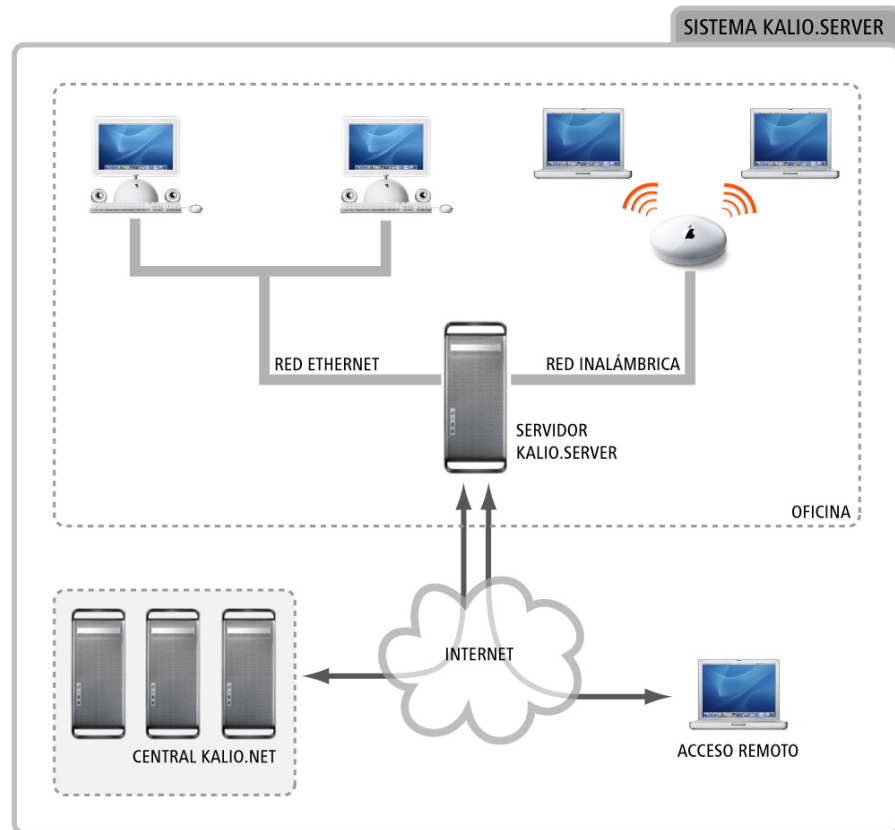 SISTEMA KALIO.SERVER
RED ETHERNET
RED INALÁMBRICA
SERVIDOR
KALIO.SERVER
OFICINA
INTERNET
CENTRAL KALIO.NET
ACCESO REMOTO